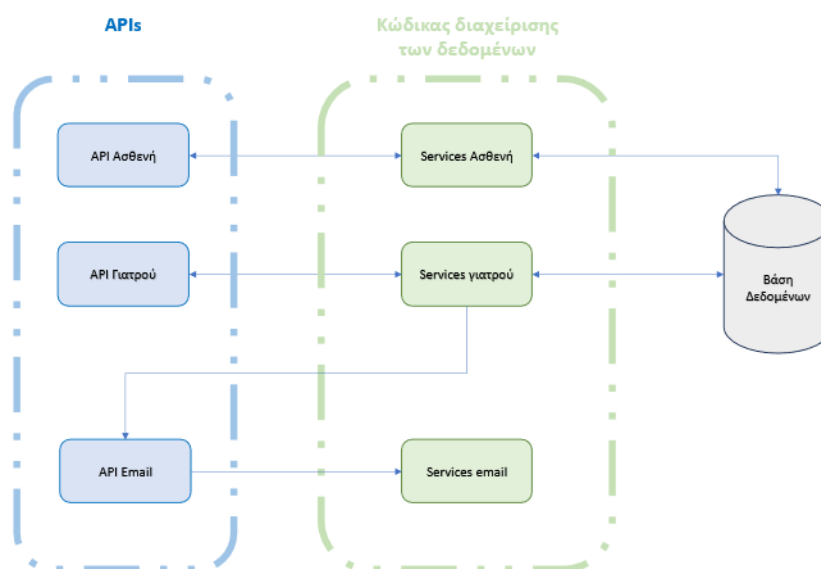 APIs
Κώδικας διαχείρισης
των δεδομένων
API Ασθενή
Services Ασθενή
API Γιατρού
Services γιατρού
Βάση
Δεδομένων
API Email
Services email